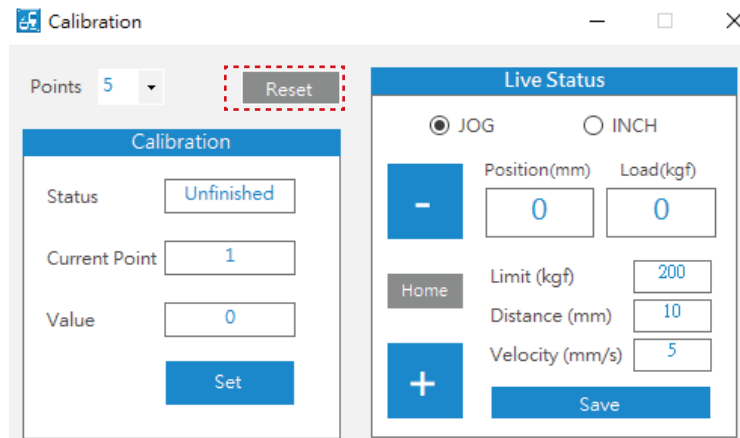 Calibration
Points 5
Reset
Calibration
Status Unfinished
Current Point 1
Value 0
Set
Live Status
JOG INCH
Position(mm) Load(kgf)
-
0 0
Home
Limit (kgf) 200
Distance (mm) 10
Velocity (mm/s) 5
+
Save